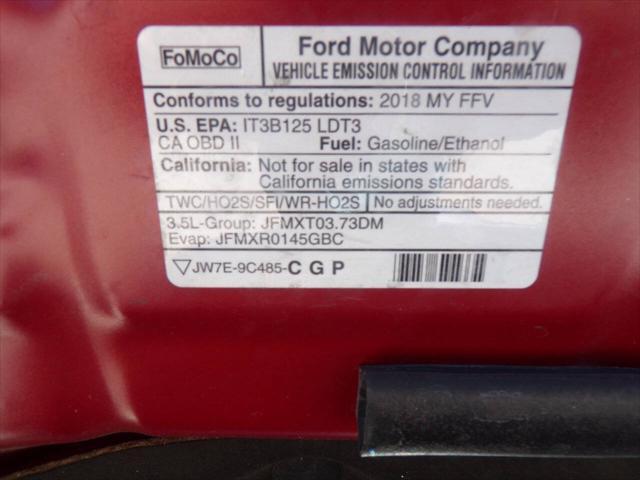 FoMoCo
Ford Motor Company
VEHICLE EMISSION CONTROL INFORMATION
Conforms to regulations: 2018 MY FFV
U.S. EPA: IT3B125 LDT3
CA OBD II Fuel: Gasoline/Ethanol
California: Not for sale in states with
California emissions standards.
TWC/HO2S/SFI/WR-HO2S No adjustments needed.
3.5L-Group: JFMXT03.73DM
Evap: JFMXR0145GBC
JW7E-9C485-C G P